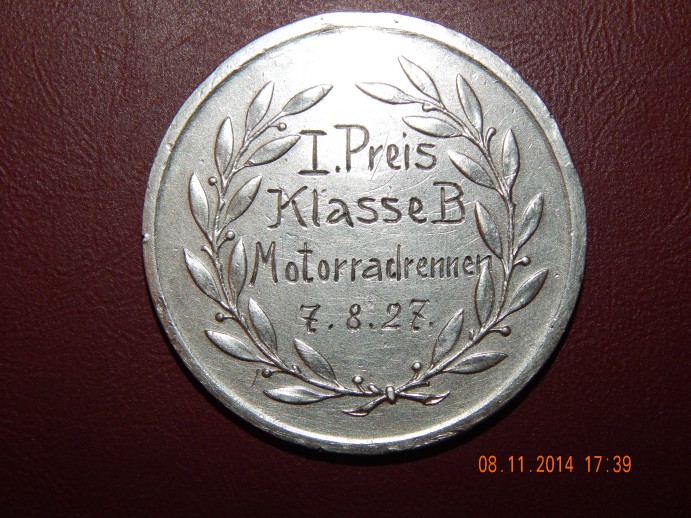 I. Preis
Klasse B
Motorradrennen
7.8.27.
08.11.2014 17:39